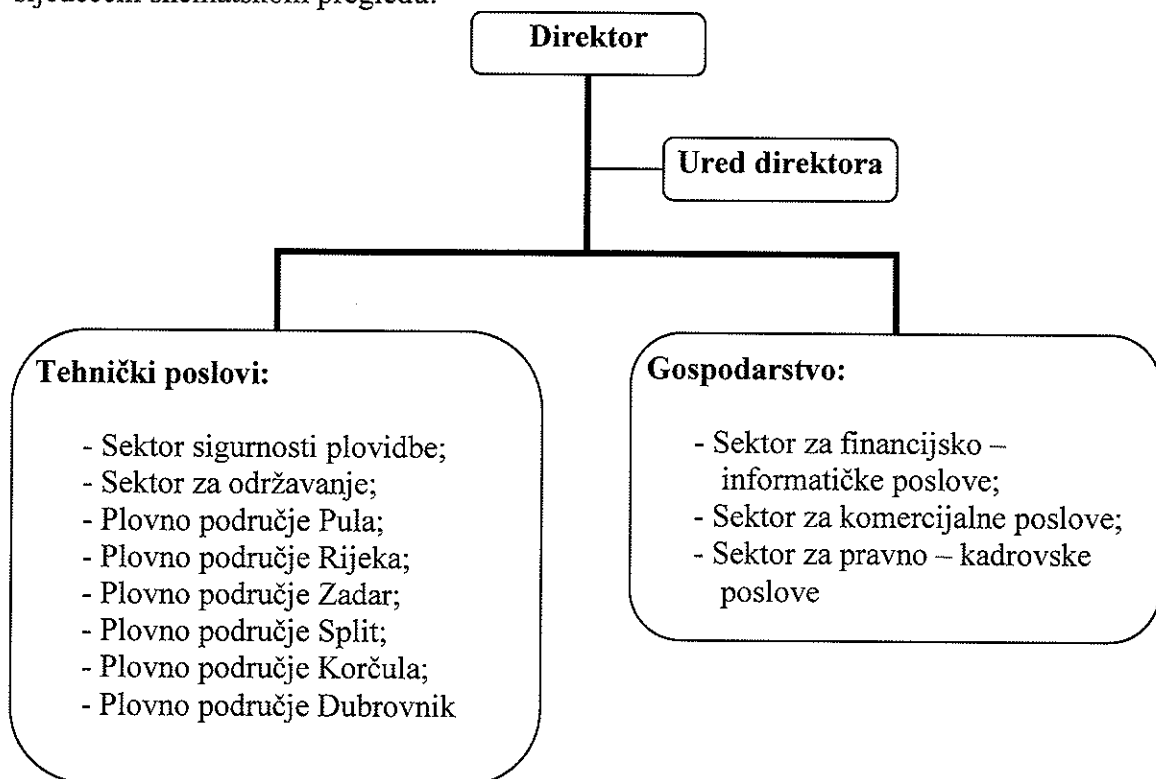 Direktor
Ured direktora
Tehnički poslovi:
- Sektor sigurnosti plovidbe;
- Sektor za održavanje;
- Plovno područje Pula;
- Plovno područje Rijeka;
- Plovno područje Zadar;
- Plovno područje Split;
- Plovno područje Korčula;
- Plovno područje Dubrovnik
Gospodarstvo:
- Sektor za financijsko –
informatičke poslove;
- Sektor za komercijalne poslove;
- Sektor za pravno – kadrovske
poslove